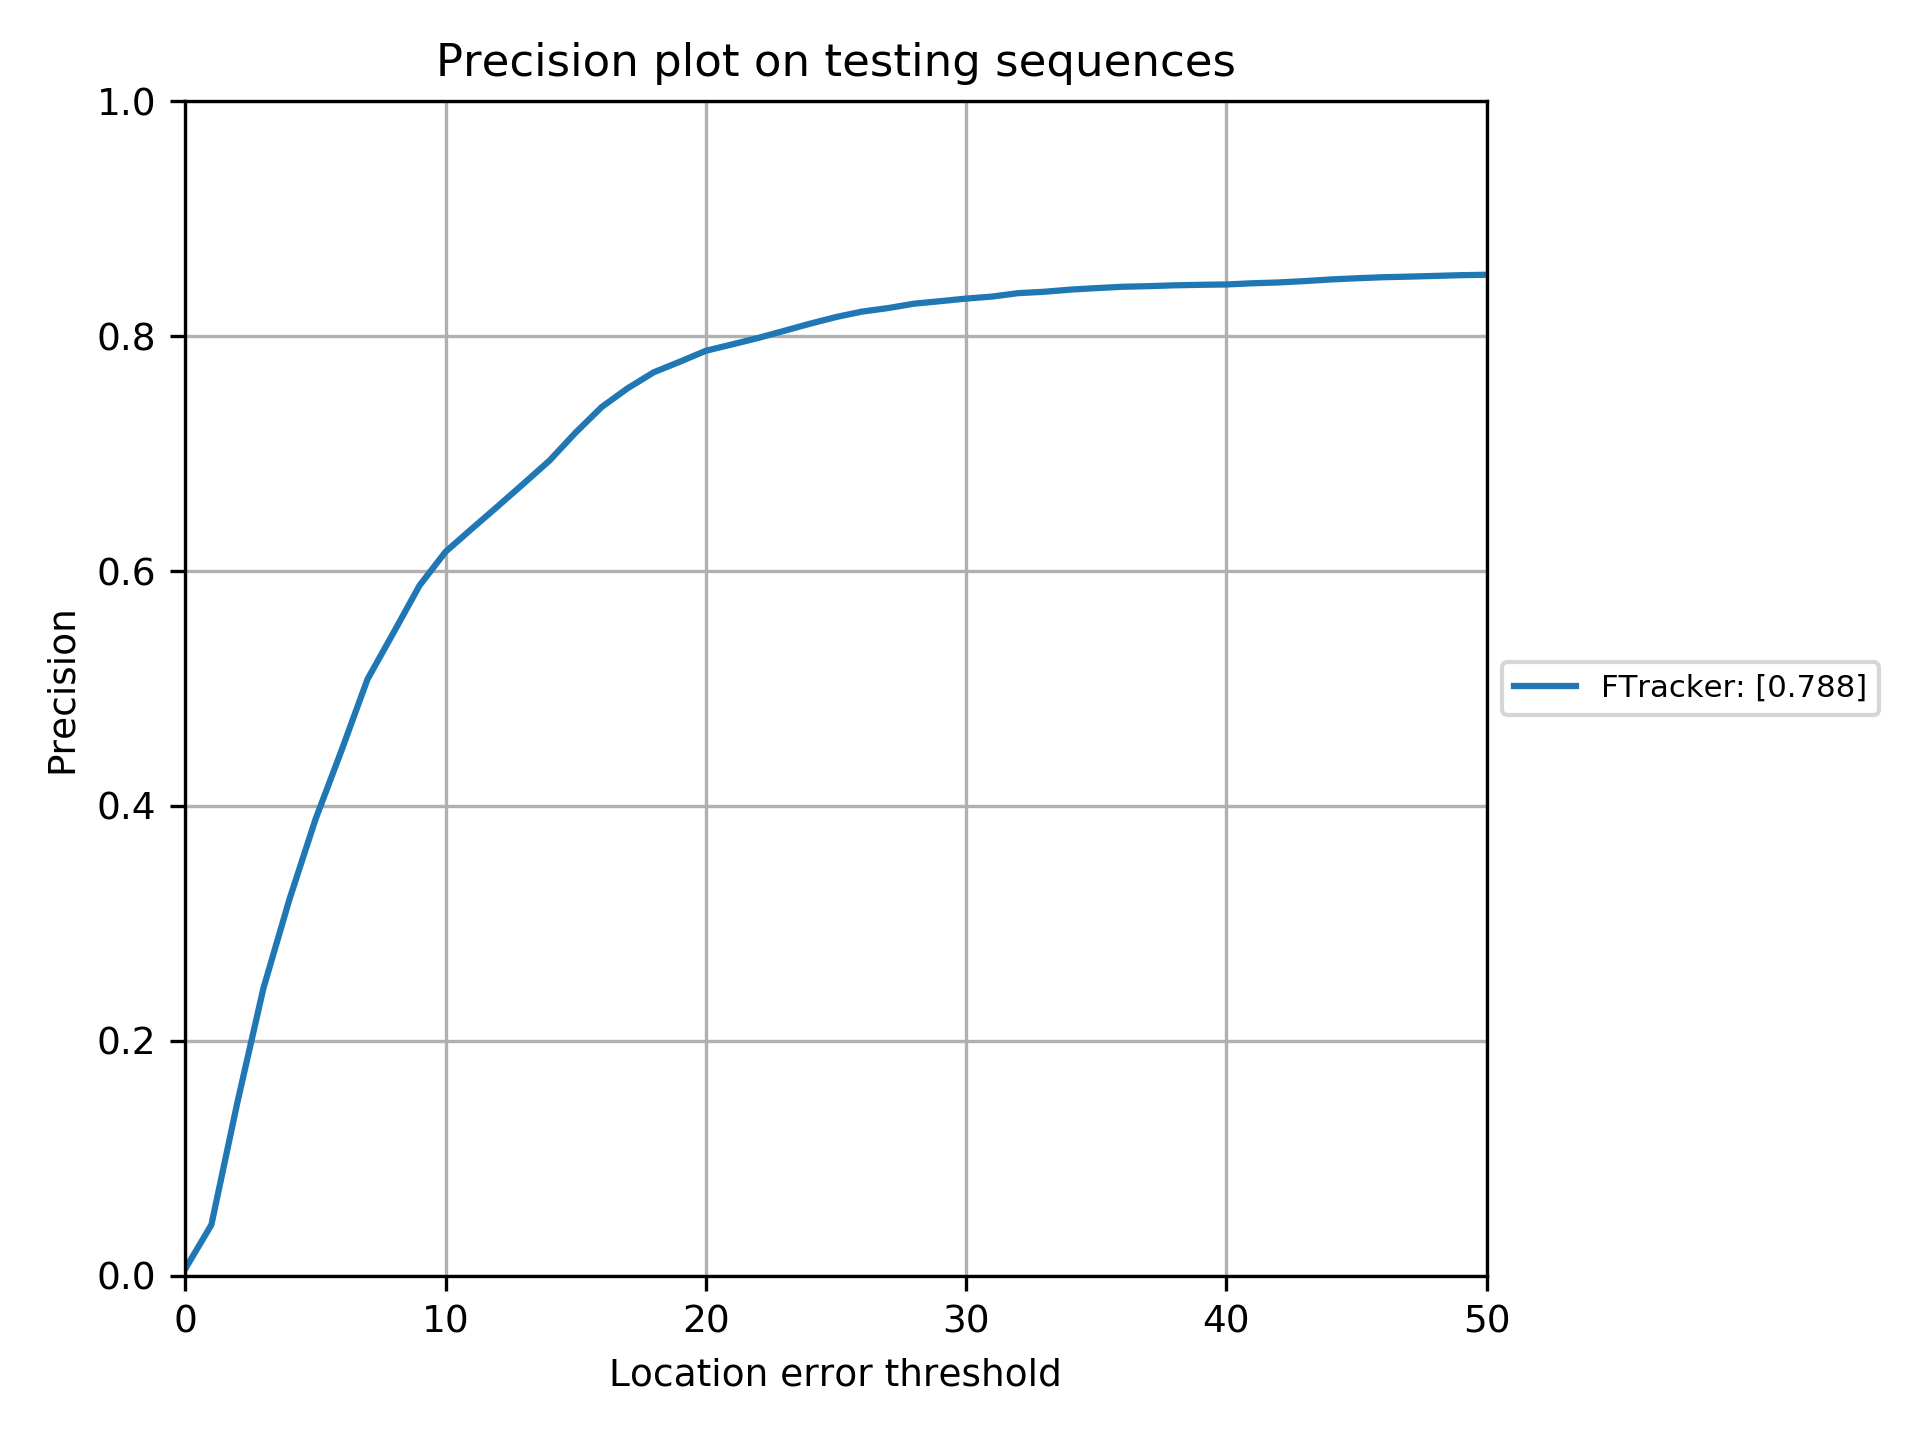 Precision plot on testing sequences
1.0
0.8
0.6
0.4
0.2
0.0
Precision
0 10 20 30 40 50
Location error threshold
FTracker: [0.788]